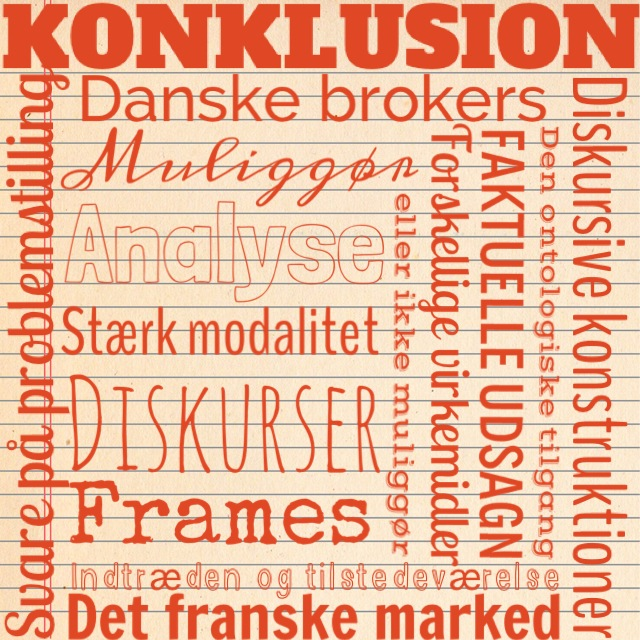 KONKLUSION
Danske brokers
Muliggør
Analyse
Stærk modalitet
DISKURSER
Frames
Indtræden og tilstedeværelse
Det franske marked
Svare på problemstilling
eller ikke muliggør
Forskellige virkemidler
FAKTUELLE UDSAGN
Den ontologiske tilgang
Diskursive konstruktioner